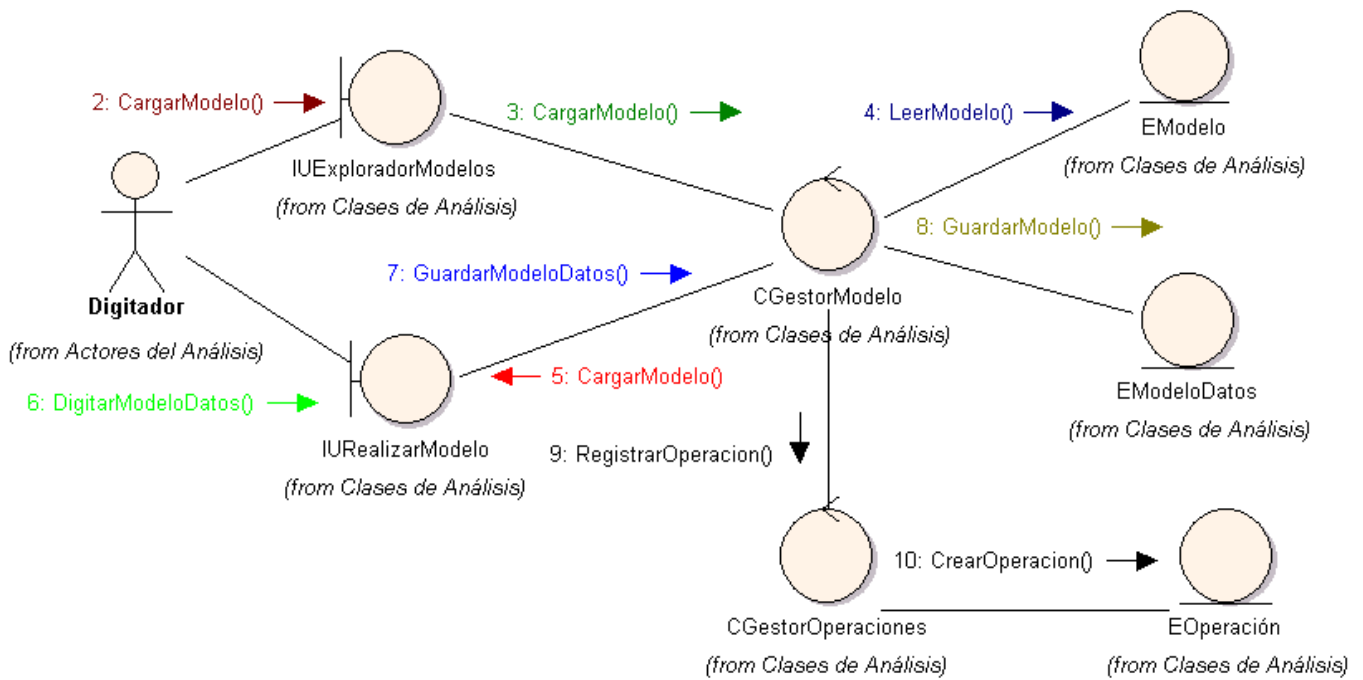 2: CargarModelo()
3: CargarModelo()
4: LeerModelo()
EModelo
(from Clases de Análisis)
IUExploradorModelos
(from Clases de Análisis)
8: GuardarModelo()
7: GuardarModeloDatos()
CGestorModelo
(from Clases de Análisis)
Digitador
(from Actores del Análisis)
5: CargarModelo()
6: DigitarModeloDatos()
EModeloDatos
(from Clases de Análisis)
IURealizarModelo
(from Clases de Análisis)
9: RegistrarOperacion()
10: CrearOperacion()
CGestorOperaciones
(from Clases de Análisis)
EOperación
(from Clases de Análisis)